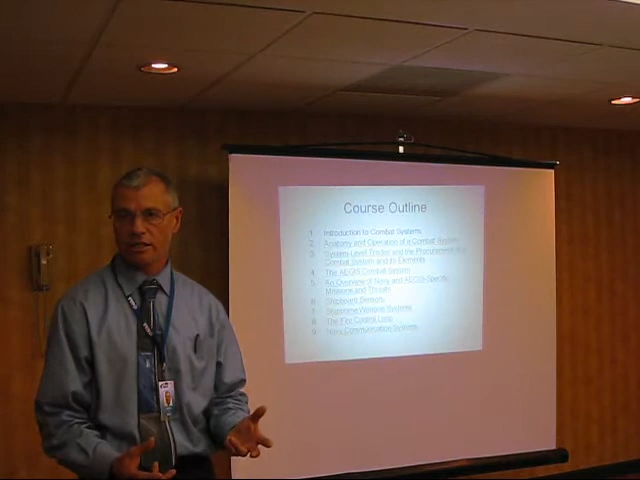 Course Outline
1. Introduction to Combat Systems
2. Anatomy and Operation of a Combat System
3. System-Level Trades and the Procurement of a
Combat System and its Elements
4. The AEGIS Combat System
5. An Overview of Navy and AEGIS-Specific
Missions and Threats
6. Shipboard Sensors
7. Shipborne Weapons Systems
8. The Fire Control Loop
9. Navy Communication Systems